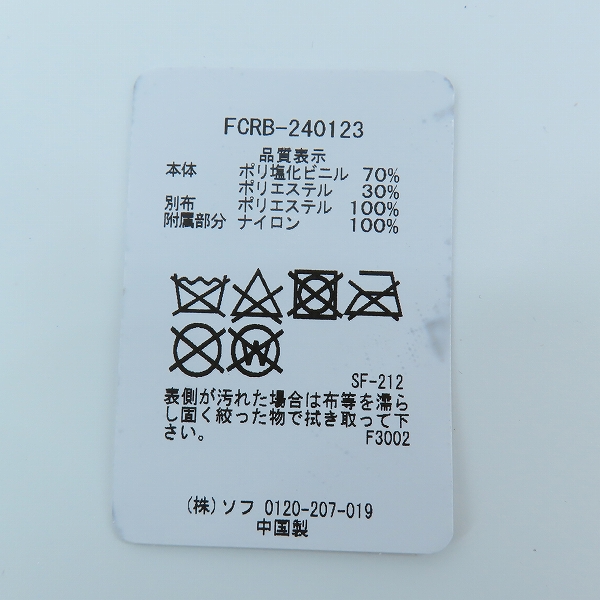 FCRB-240123
品質表示
本体 ポリ塩化ビニル 70%
ポリエステル 30%
別布 ポリエステル 100%
附属部分 ナイロン 100%
W
SF-212
表側が汚れた場合は布等を濡ら
し固く絞った物で拭き取って下
さい。 F3002
(株)ソフ 0120-207-019
中国製